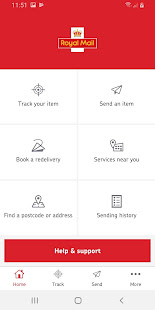 11:51
58%
Royal Mail
Track your item
Send an item
Book a redelivery
Services near you
Find a postcode or address
Sending history
Help & support
Home
Track
Send
More